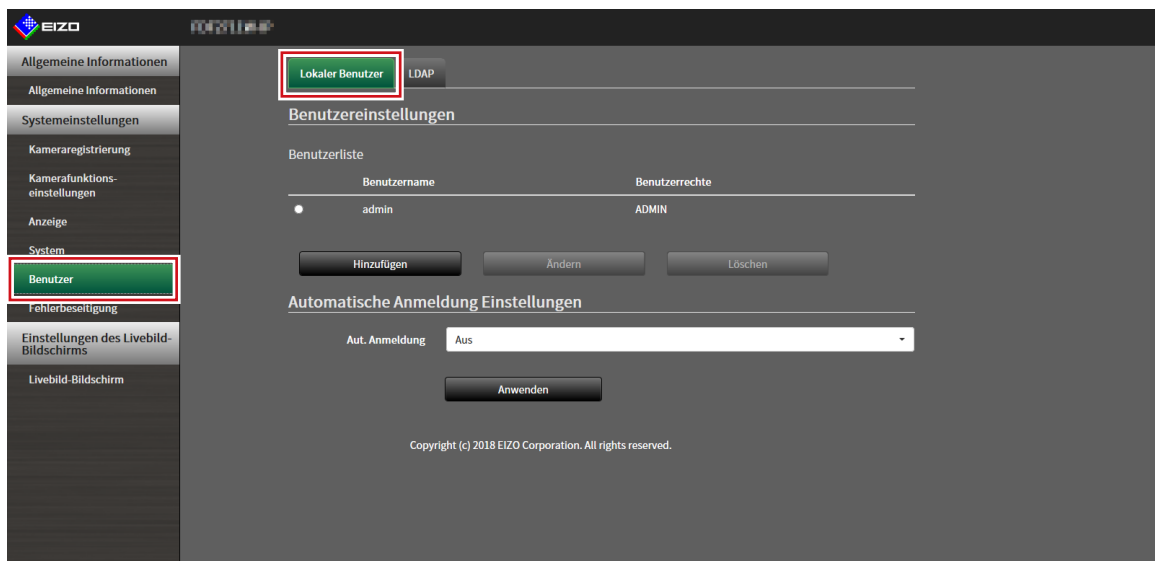 EIZO
Allgemeine Informationen
Allgemeine Informationen
Systemeinstellungen
Kameraregistrierung
Kamerafunktions-
einstellungen
Anzeige
System
Benutzer
Fehlerbeseitigung
Einstellungen des Livebild-
Bildschirms
Livebild-Bildschirm
Lokaler Benutzer LDAP
Benutzereinstellungen
Benutzerliste
Benutzername Benutzerrechte
admin ADMIN
Hinzufügen Ändern Löschen
Automatische Anmeldung Einstellungen
Aut. Anmeldung Aus
Anwenden
Copyright (c) 2018 EIZO Corporation. All rights reserved.